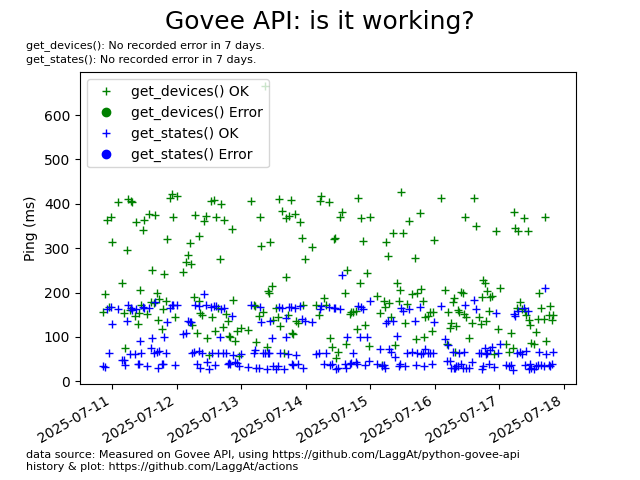 Govee API: is it working?
get_devices(): No recorded error in 7 days.
get_states(): No recorded error in 7 days.
get_devices() OK
get_devices() Error
get_states() OK
get_states() Error
Ping (ms)
600
500
400
300
200
100
0
2025-07-11
2025-07-12
2025-07-13
2025-07-14
2025-07-15
2025-07-16
2025-07-17
2025-07-18
data source: Measured on Govee API, using https://github.com/LaggAt/python-govee-api
history & plot: https://github.com/LaggAt/actions